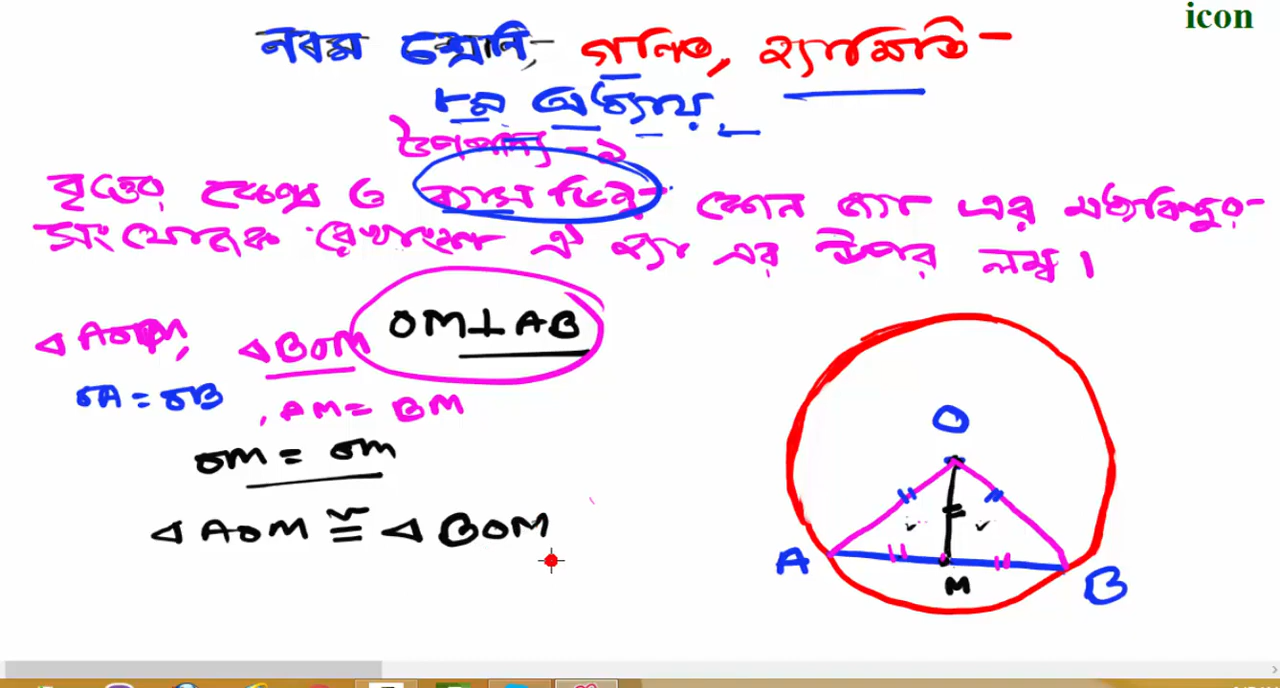 icon
নবম শ্রেণি, গণিত, জ্যামিতি -
৮ম অধ্যায়
উপপাদ্য - ১
বৃত্তের কেন্দ্র ও ব্যাস ভিন্ন কোন জ্যা এর মধ্যবিন্দুর
সংযোজক রেখাংশ ঐ জ্যা এর উপর লম্ব।
OM⊥AB
△AOM, △BOM
OA = OB, AM = BM
OM = OM
△AOM ≅ △BOM
O
A
M
B